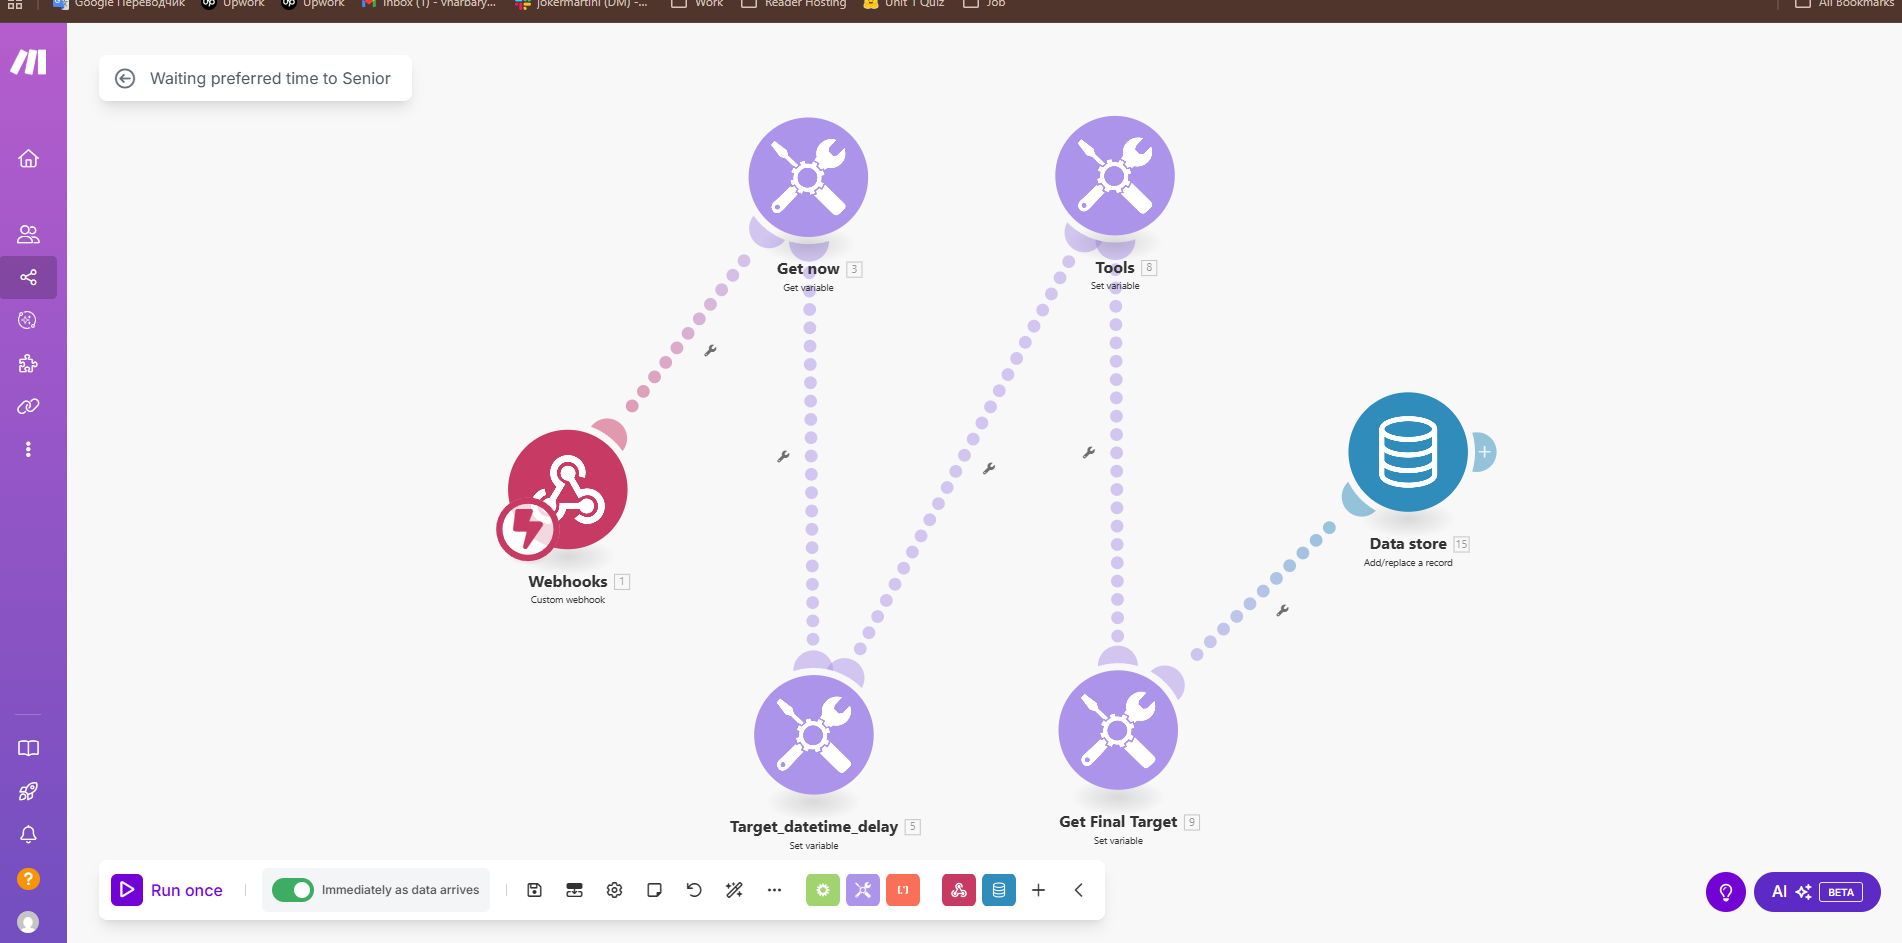 Google Переводчик
Upwork
Upwork
Inbox (1) - vharbary...
jokermartini (DM) -...
Work
Reader Hosting
Unit 1 Quiz
Job
All Bookmarks
Waiting preferred time to Senior
Get now 3
Get variable
Tools 8
Set variable
Data store 15
Add/replace a record
Webhooks 1
Custom webhook
Target_datetime_delay 5
Set variable
Get Final Target 9
Set variable
Run once
Immediately as data arrives
AI BETA